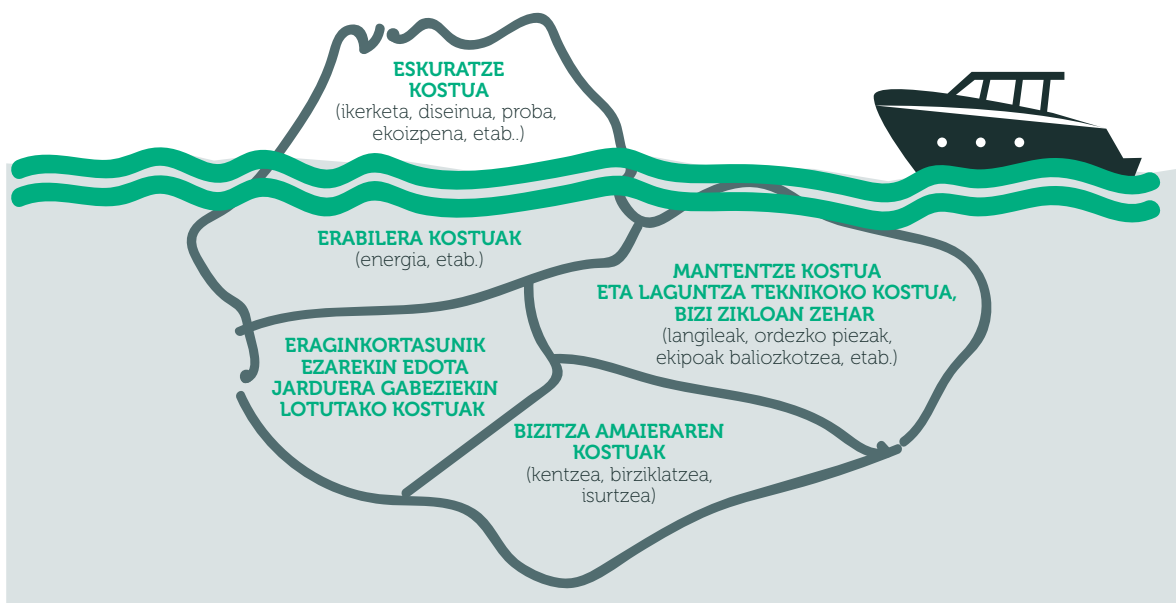 ESKURATZE
KOSTUA
(ikerketa, diseinua, proba,
ekoizpena, etab..)
ERABILERA KOSTUAK
(energia, etab.)
MANTENTZE KOSTUA
ETA LAGUNTZA TEKNIKOKO KOSTUA,
BIZI ZIKLOAN ZEHAR
(langileak, ordezko piezak,
ekipoak baliozkotzea, etab.)
ERAGINKORTASUNIK
EZAREKIN EDOTA
JARDUERA GABEZIEKIN
LOTUTAKO KOSTUAK
BIZITZA AMAIERAREN
KOSTUAK
(kentzea, birziklatzea,
isurtzea)